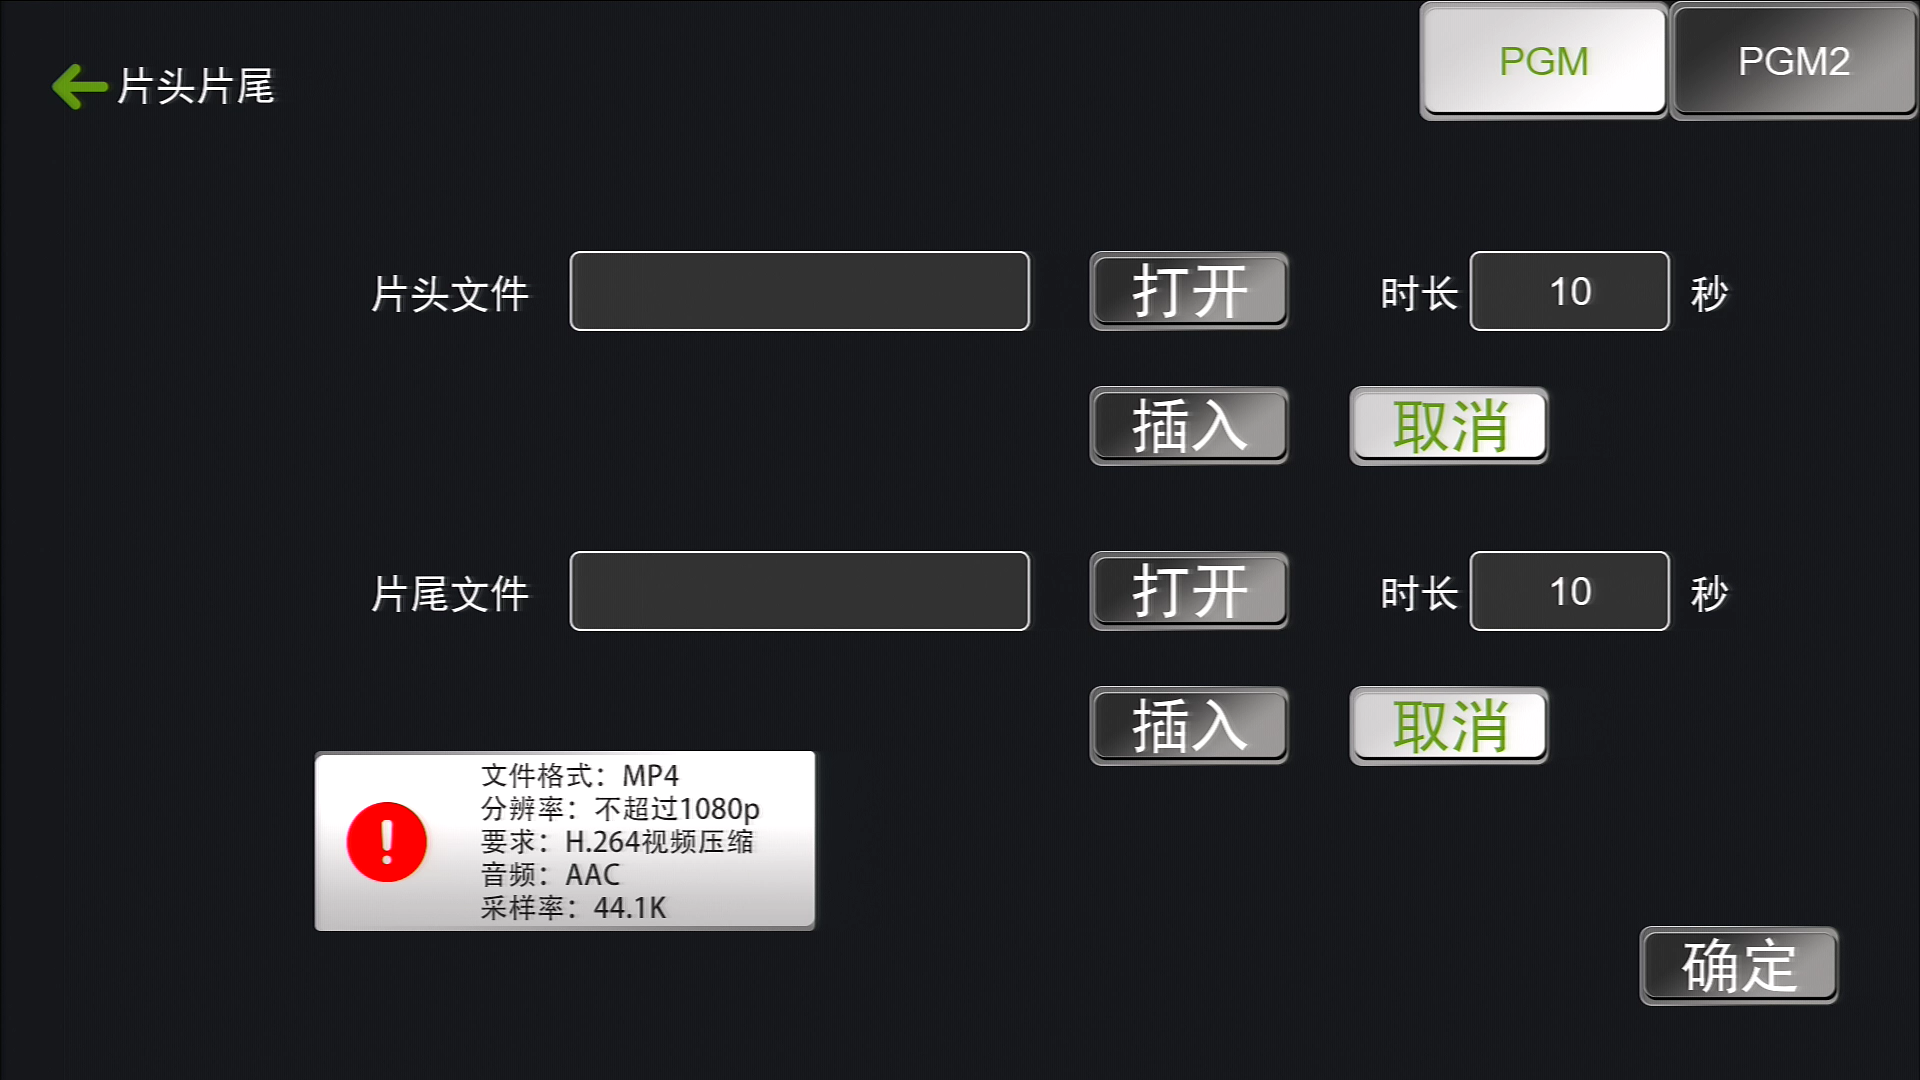 片头片尾
PGM
PGM2
片头文件
打开
时长
10
秒
插入
取消
片尾文件
打开
时长
10
秒
插入
取消
文件格式：MP4
分辨率：不超过1080p
要求：H.264视频压缩
音频：AAC
采样率：44.1K
确定